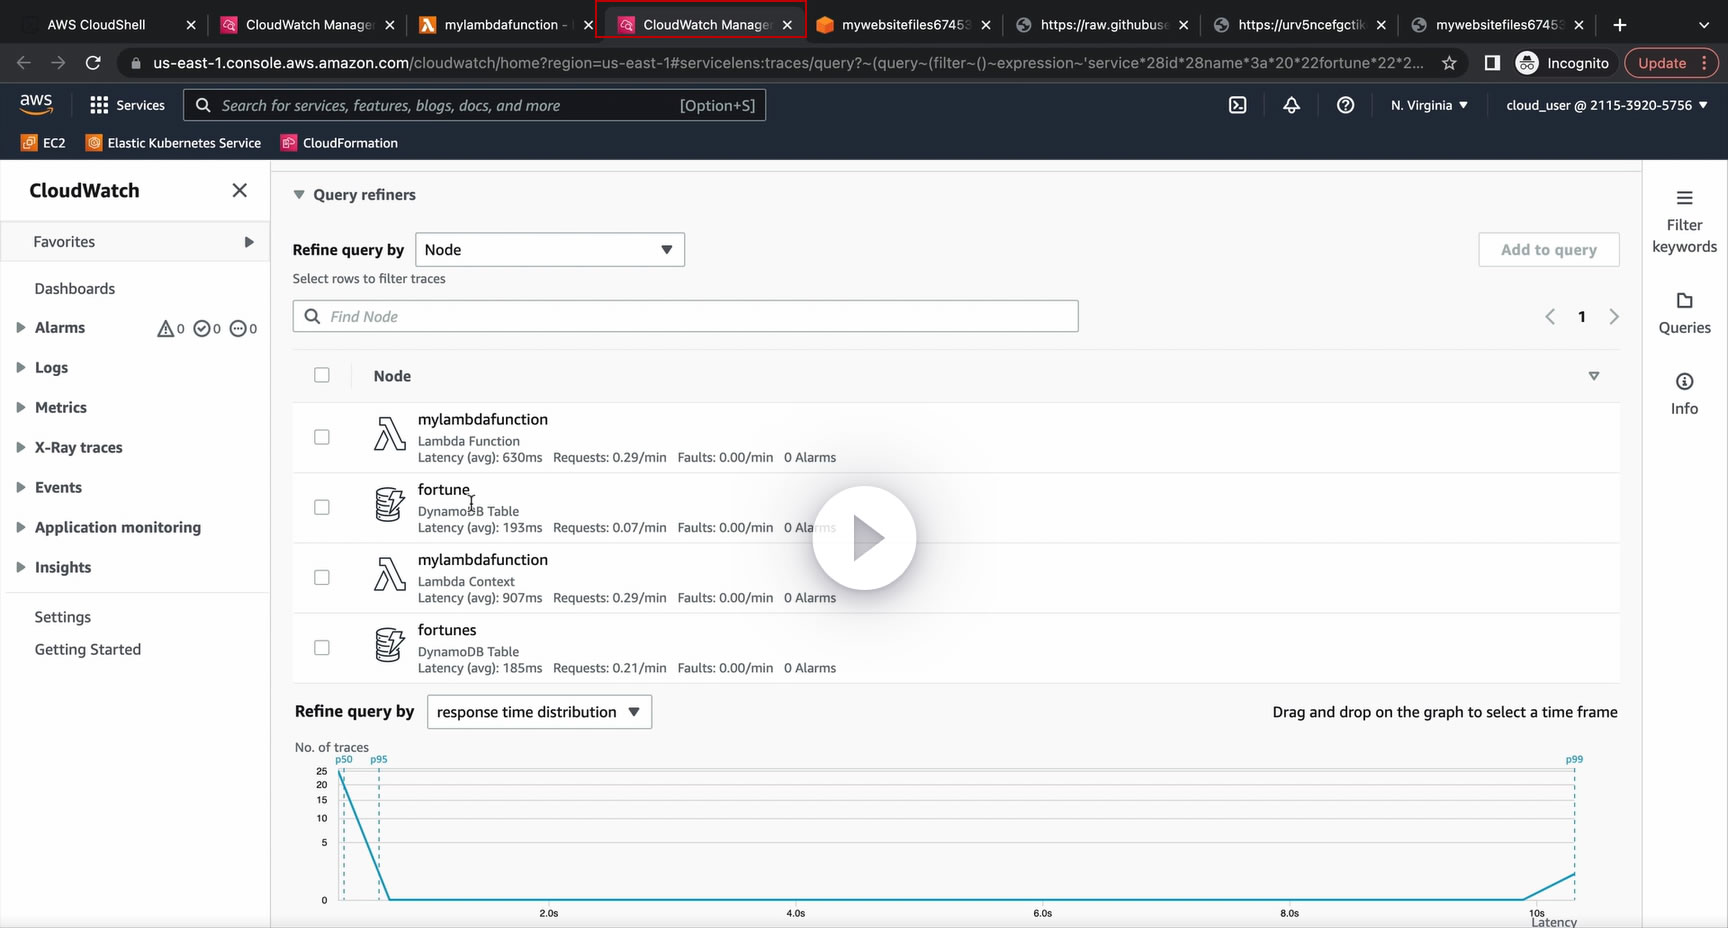 AWS CloudShell
CloudWatch Manage
mylambdafunction -
CloudWatch Manage
mywebsitefiles67453
https://raw.githubuse
https://urv5ncefgctik
mywebsitefiles67453
us-east-1.console.aws.amazon.com/cloudwatch/home?region=us-east-1#servicelens:traces/query?~(query~(filter~()~expression~'service*28id*28name*3a*20*22fortune*22*2...
Incognito
Update
aws
Services
Search for services, features, blogs, docs, and more
[Option+S]
N. Virginia
cloud_user @ 2115-3920-5756
EC2
Elastic Kubernetes Service
CloudFormation
CloudWatch
Favorites
Dashboards
Alarms
0
0
0
Logs
Metrics
X-Ray traces
Events
Application monitoring
Insights
Settings
Getting Started
Query refiners
Refine query by
Node
Add to query
Select rows to filter traces
Find Node
1
Node
mylambdafunction
Lambda Function
Latency (avg): 630ms Requests: 0.29/min Faults: 0.00/min 0 Alarms
fortune
DynamoDB Table
Latency (avg): 193ms Requests: 0.07/min Faults: 0.00/min 0 Alarms
mylambdafunction
Lambda Context
Latency (avg): 907ms Requests: 0.29/min Faults: 0.00/min 0 Alarms
fortunes
DynamoDB Table
Latency (avg): 185ms Requests: 0.21/min Faults: 0.00/min 0 Alarms
Refine query by
response time distribution
Drag and drop on the graph to select a time frame
No. of traces
p50
p95
p99
25
20
15
10
5
0
2.0s
4.0s
6.0s
8.0s
10s
Latency
Filter
keywords
Queries
Info